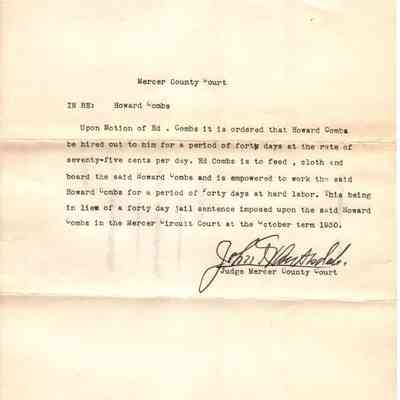 Mercer County Court
IN RE: Howard Combs
Upon Motion of Ed . Combs it is ordered that Howard Combs
be hired out to him for a period of forty days at the rate of
seventy-five cents per day. Ed Combs is to feed , cloth and
board the said Howard Combs and is empowered to work the said
Howard Combs for a period of forty days at hard labor. This being
in lieu of a forty day jail sentence imposed upon the said Howard
Combs in the Mercer Circuit Court at the October term 1930.
John
Judge Mercer County Court